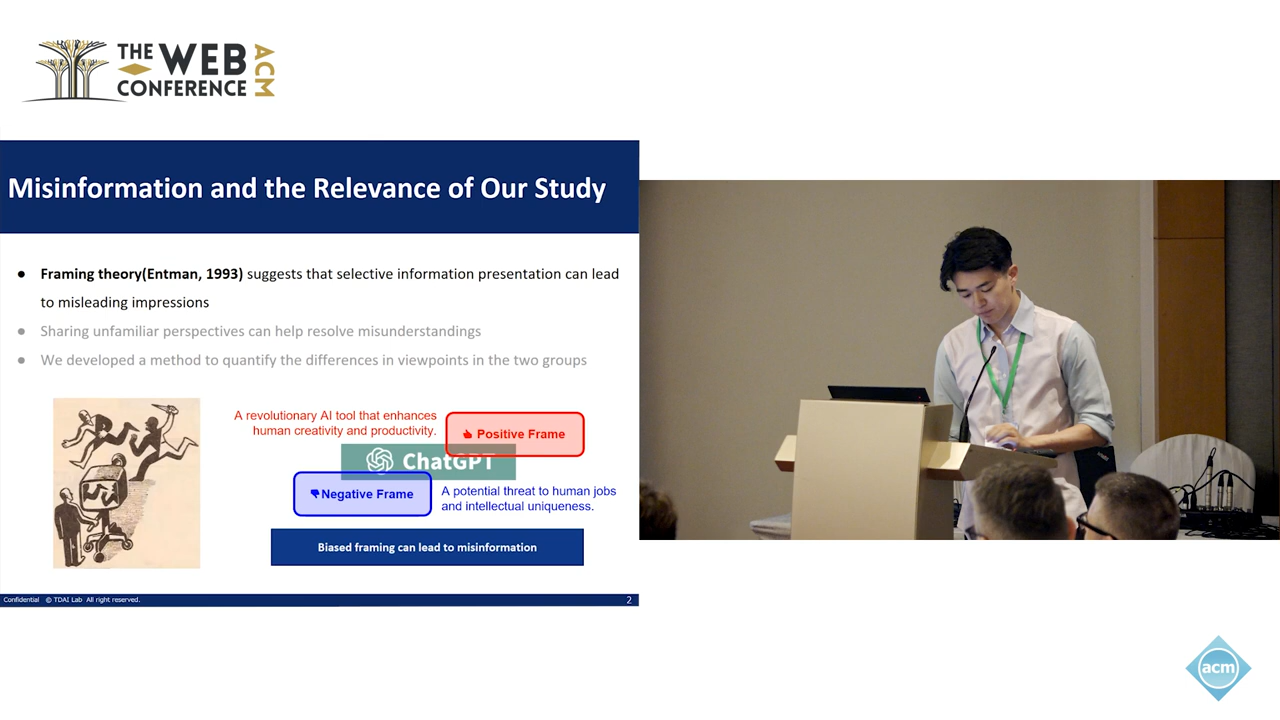 THE WEB
CONFERENCE
ACM
Misinformation and the Relevance of Our Study
● Framing theory(Entman, 1993) suggests that selective information presentation can lead
to misleading impressions
● Sharing unfamiliar perspectives can help resolve misunderstandings
● We developed a method to quantify the differences in viewpoints in the two groups
A revolutionary AI tool that enhances
human creativity and productivity.
Positive Frame
ChatGPT
Negative Frame
A potential threat to human jobs
and intellectual uniqueness.
Biased framing can lead to misinformation
Confidential © TDAI Lab All right reserved.
2
acm